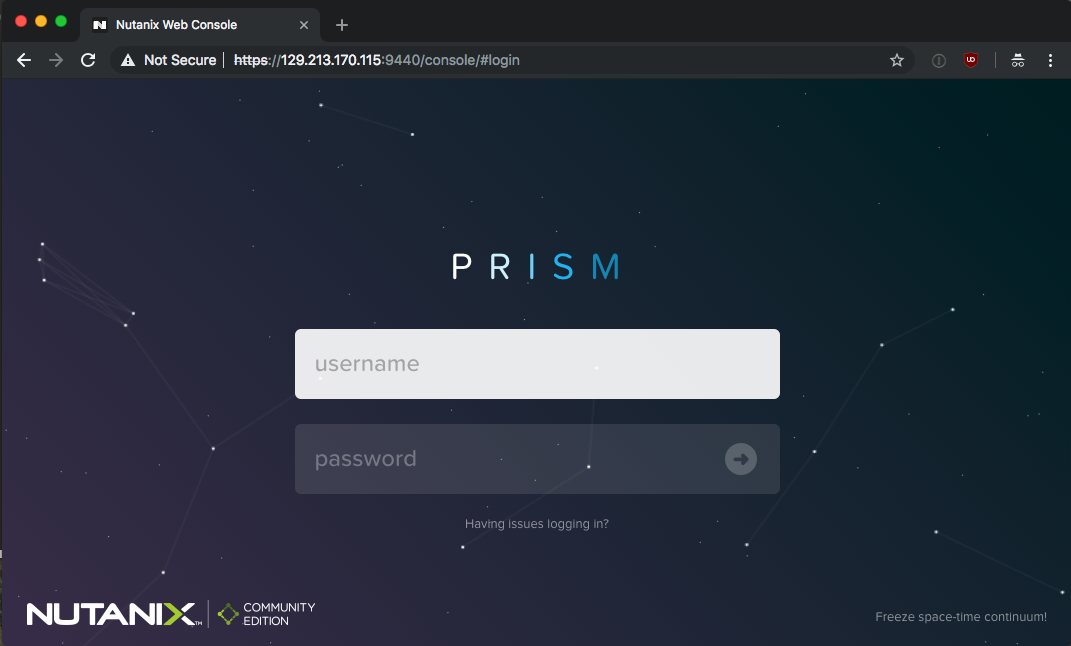 Nutanix Web Console
Not Secure https://129.213.170.115:9440/console/#login
PRISM
username
password
Having issues logging in?
NUTANIX™ COMMUNITY
EDITION
Freeze space-time continuum!